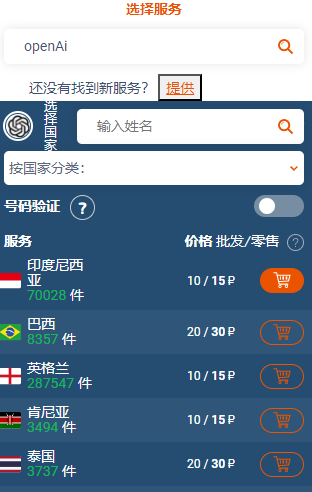 选择服务
openAi
还没有找到新服务? 提供
选择国家
输入姓名
按国家分类:
号码验证 ?
服务 价格 批发/零售 ?
印度尼西亚
70028 件
10 / 15 ₽
巴西
8357 件
20 / 30 ₽
英格兰
287547 件
10 / 15 ₽
肯尼亚
3494 件
10 / 15 ₽
泰国
3737 件
20 / 30 ₽